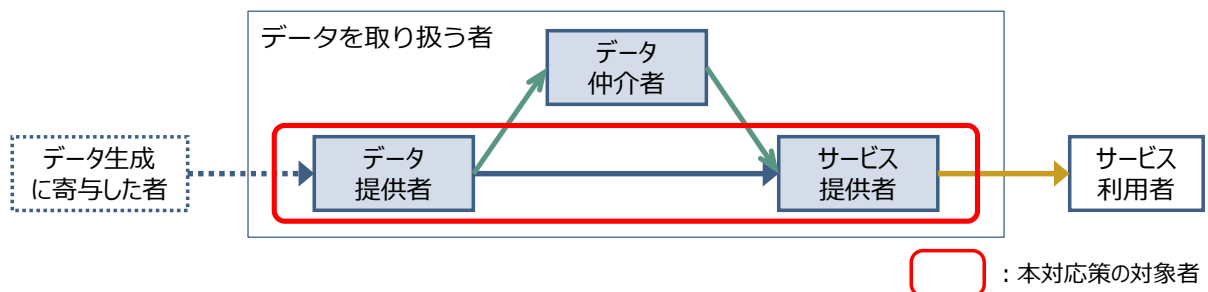 データを取り扱う者
データ
仲介者
データ生成
に寄与した者
データ
提供者
サービス
提供者
サービス
利用者
：本対応策の対象者